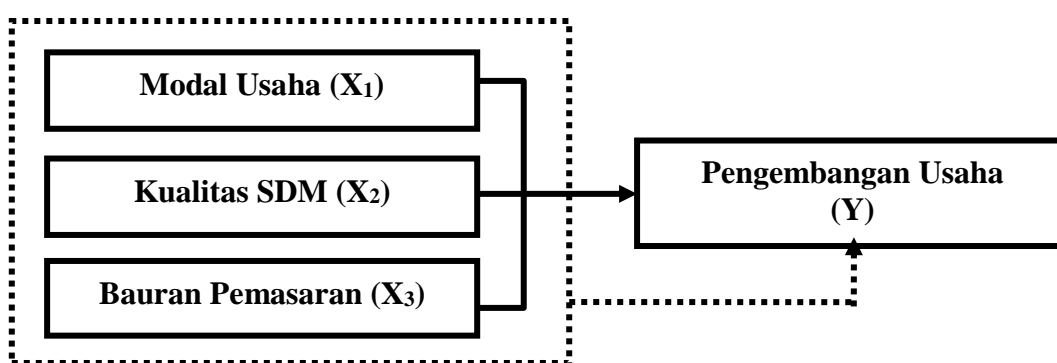 Modal Usaha (X₁)
Kualitas SDM (X₂)
Bauran Pemasaran (X₃)
Pengembangan Usaha
(Y)